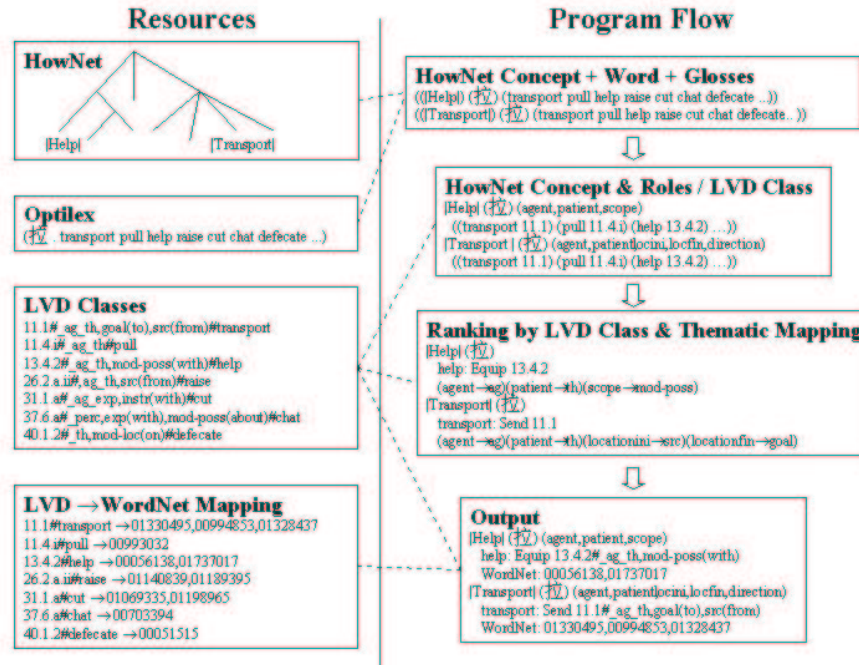 Resources
HowNet
|Help|
|Transport|
Optilex
(拉 . transport pull help raise cut chat defecate ...)
LVD Classes
11.1#_ag_th,goal(to),src(from)#transport
11.4.i#_ag_th#pull
13.4.2#_ag_th,mod-poss(with)#help
26.2.a.ii#,ag_th,src(from)#raise
31.1.a#_ag_exp,instr(with)#cut
37.6.a#_perc,exp(with),mod-poss(about)#chat
40.1.2#_th,mod-loc(on)#defecate
LVD →WordNet Mapping
11.1#transport →01330495,00994853,01328437
11.4.i#pull →00993032
13.4.2#help →00056138,01737017
26.2.a.ii#raise →01140839,01189395
31.1.a#cut →01069335,01198965
37.6.a#chat →00703394
40.1.2#defecate →00051515
Program Flow
HowNet Concept + Word + Glosses
((|Help|) (拉) (transport pull help raise cut chat defecate ...))
((|Transport|) (拉) (transport pull help raise cut chat defecate.. ))
HowNet Concept & Roles / LVD Class
|Help| (拉) (agent,patient,scope)
((transport 11.1) (pull 11.4.i) (help 13.4.2) ...))
|Transport | (拉) (agent,patient,locini,locfin,direction)
((transport 11.1) (pull 11.4.i) (help 13.4.2) ...))
Ranking by LVD Class & Thematic Mapping
|Help| (拉)
help: Equip 13.4.2
(agent→ag)(patient→th)(scope→mod-poss)
|Transport| (拉)
transport: Send 11.1
(agent→ag)(patient→th)(locationini→src)(locationfin→goal)
Output
|Help| (拉) (agent,patient,scope)
help: Equip 13.4.2#_ag_th,mod-poss(with)
WordNet: 00056138,01737017
|Transport| (拉) (agent,patient,locini,locfin,direction)
transport: Send 11.1#_ag_th,goal(to),src(from)
WordNet: 01330495,00994853,01328437